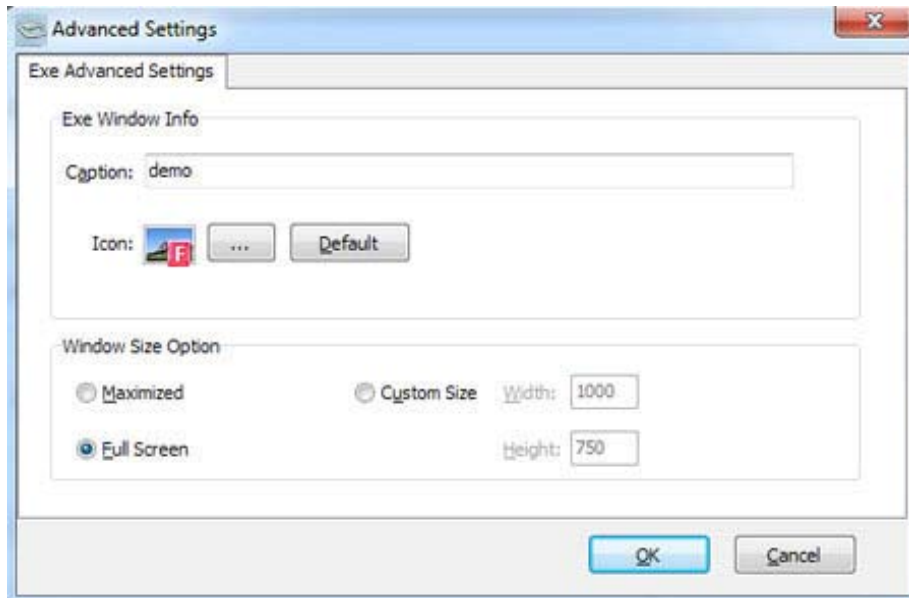 Advanced Settings
Exe Advanced Settings
Exe Window Info
Caption: demo
Icon: F ... Default
Window Size Option
Maximized Custom Size Width: 1000
Full Screen Height: 750
OK Cancel